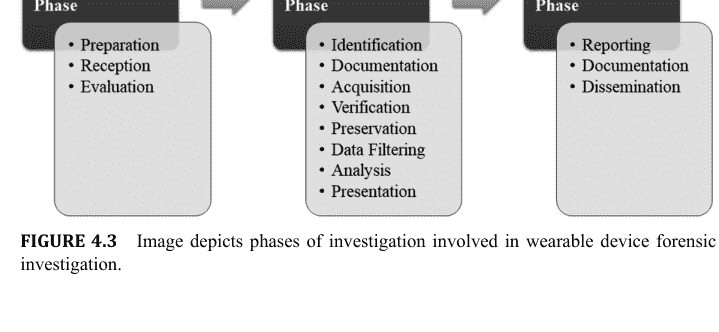 Phase
• Preparation
• Reception
• Evaluation
Phase
• Identification
• Documentation
• Acquisition
• Verification
• Preservation
• Data Filtering
• Analysis
• Presentation
Phase
• Reporting
• Documentation
• Dissemination
FIGURE 4.3 Image depicts phases of investigation involved in wearable device forensic
investigation.